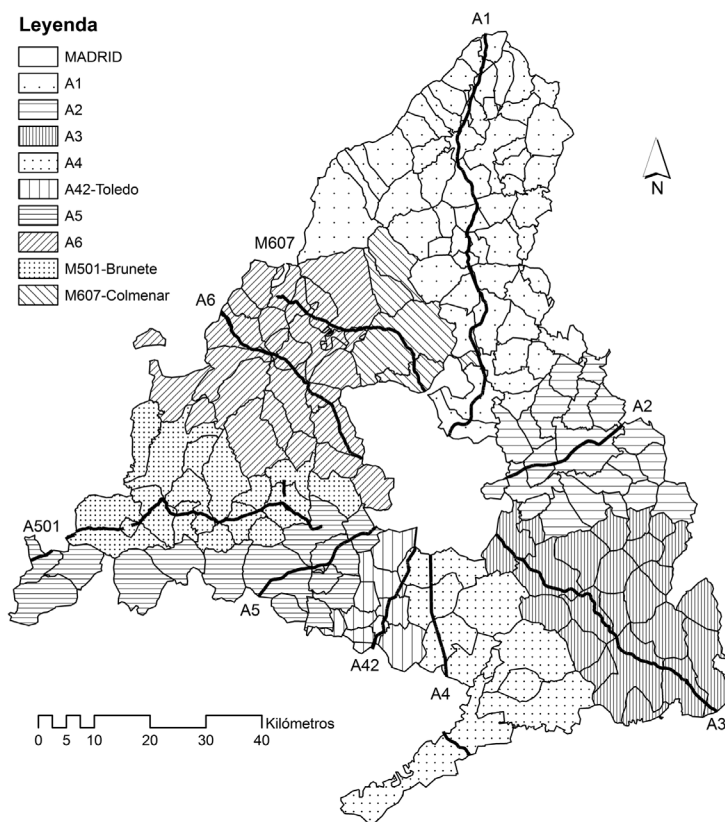 Leyenda
MADRID
A1
A2
A3
A4
A42-Toledo
A5
A6
M501-Brunete
M607-Colmenar
A1
N
M607
A6
A2
A501
A5
A42
A4
A3
Kilómetros
0 5 10 20 30 40